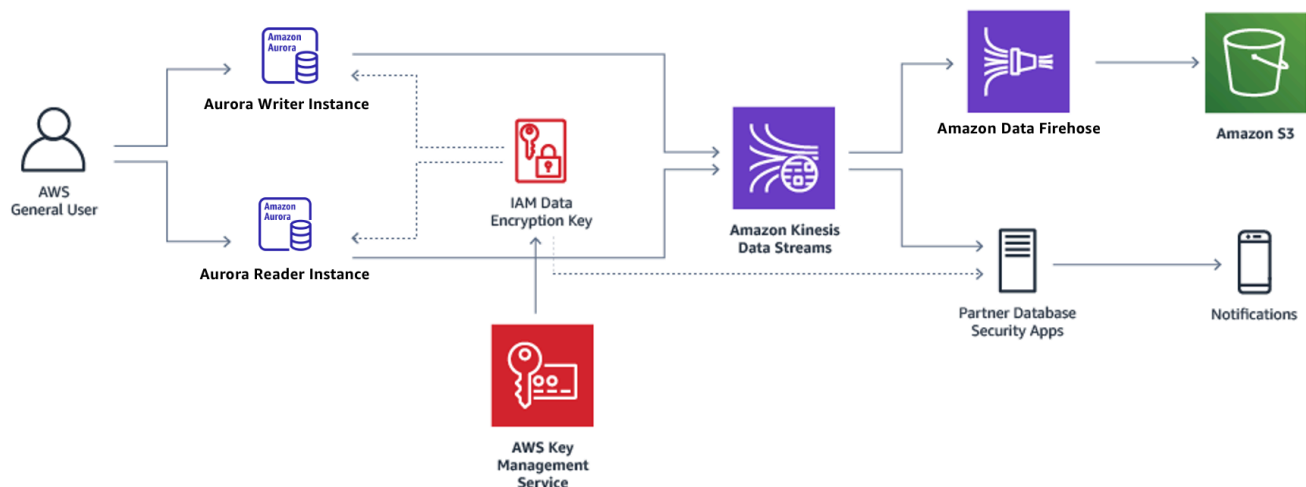 Amazon
Aurora
Aurora Writer Instance
Amazon Data Firehose
Amazon S3
AWS
General User
IAM Data
Encryption Key
Amazon
Aurora
Aurora Reader Instance
Amazon Kinesis
Data Streams
Partner Database
Security Apps
Notifications
AWS Key
Management
Service